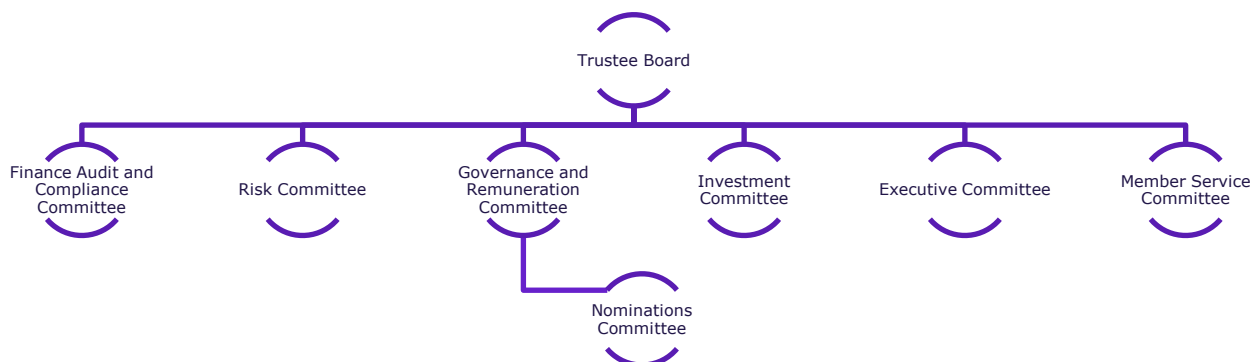 Trustee Board
Finance Audit and
Compliance
Committee
Risk Committee
Governance and
Remuneration
Committee
Investment
Committee
Executive Committee
Member Service
Committee
Nominations
Committee